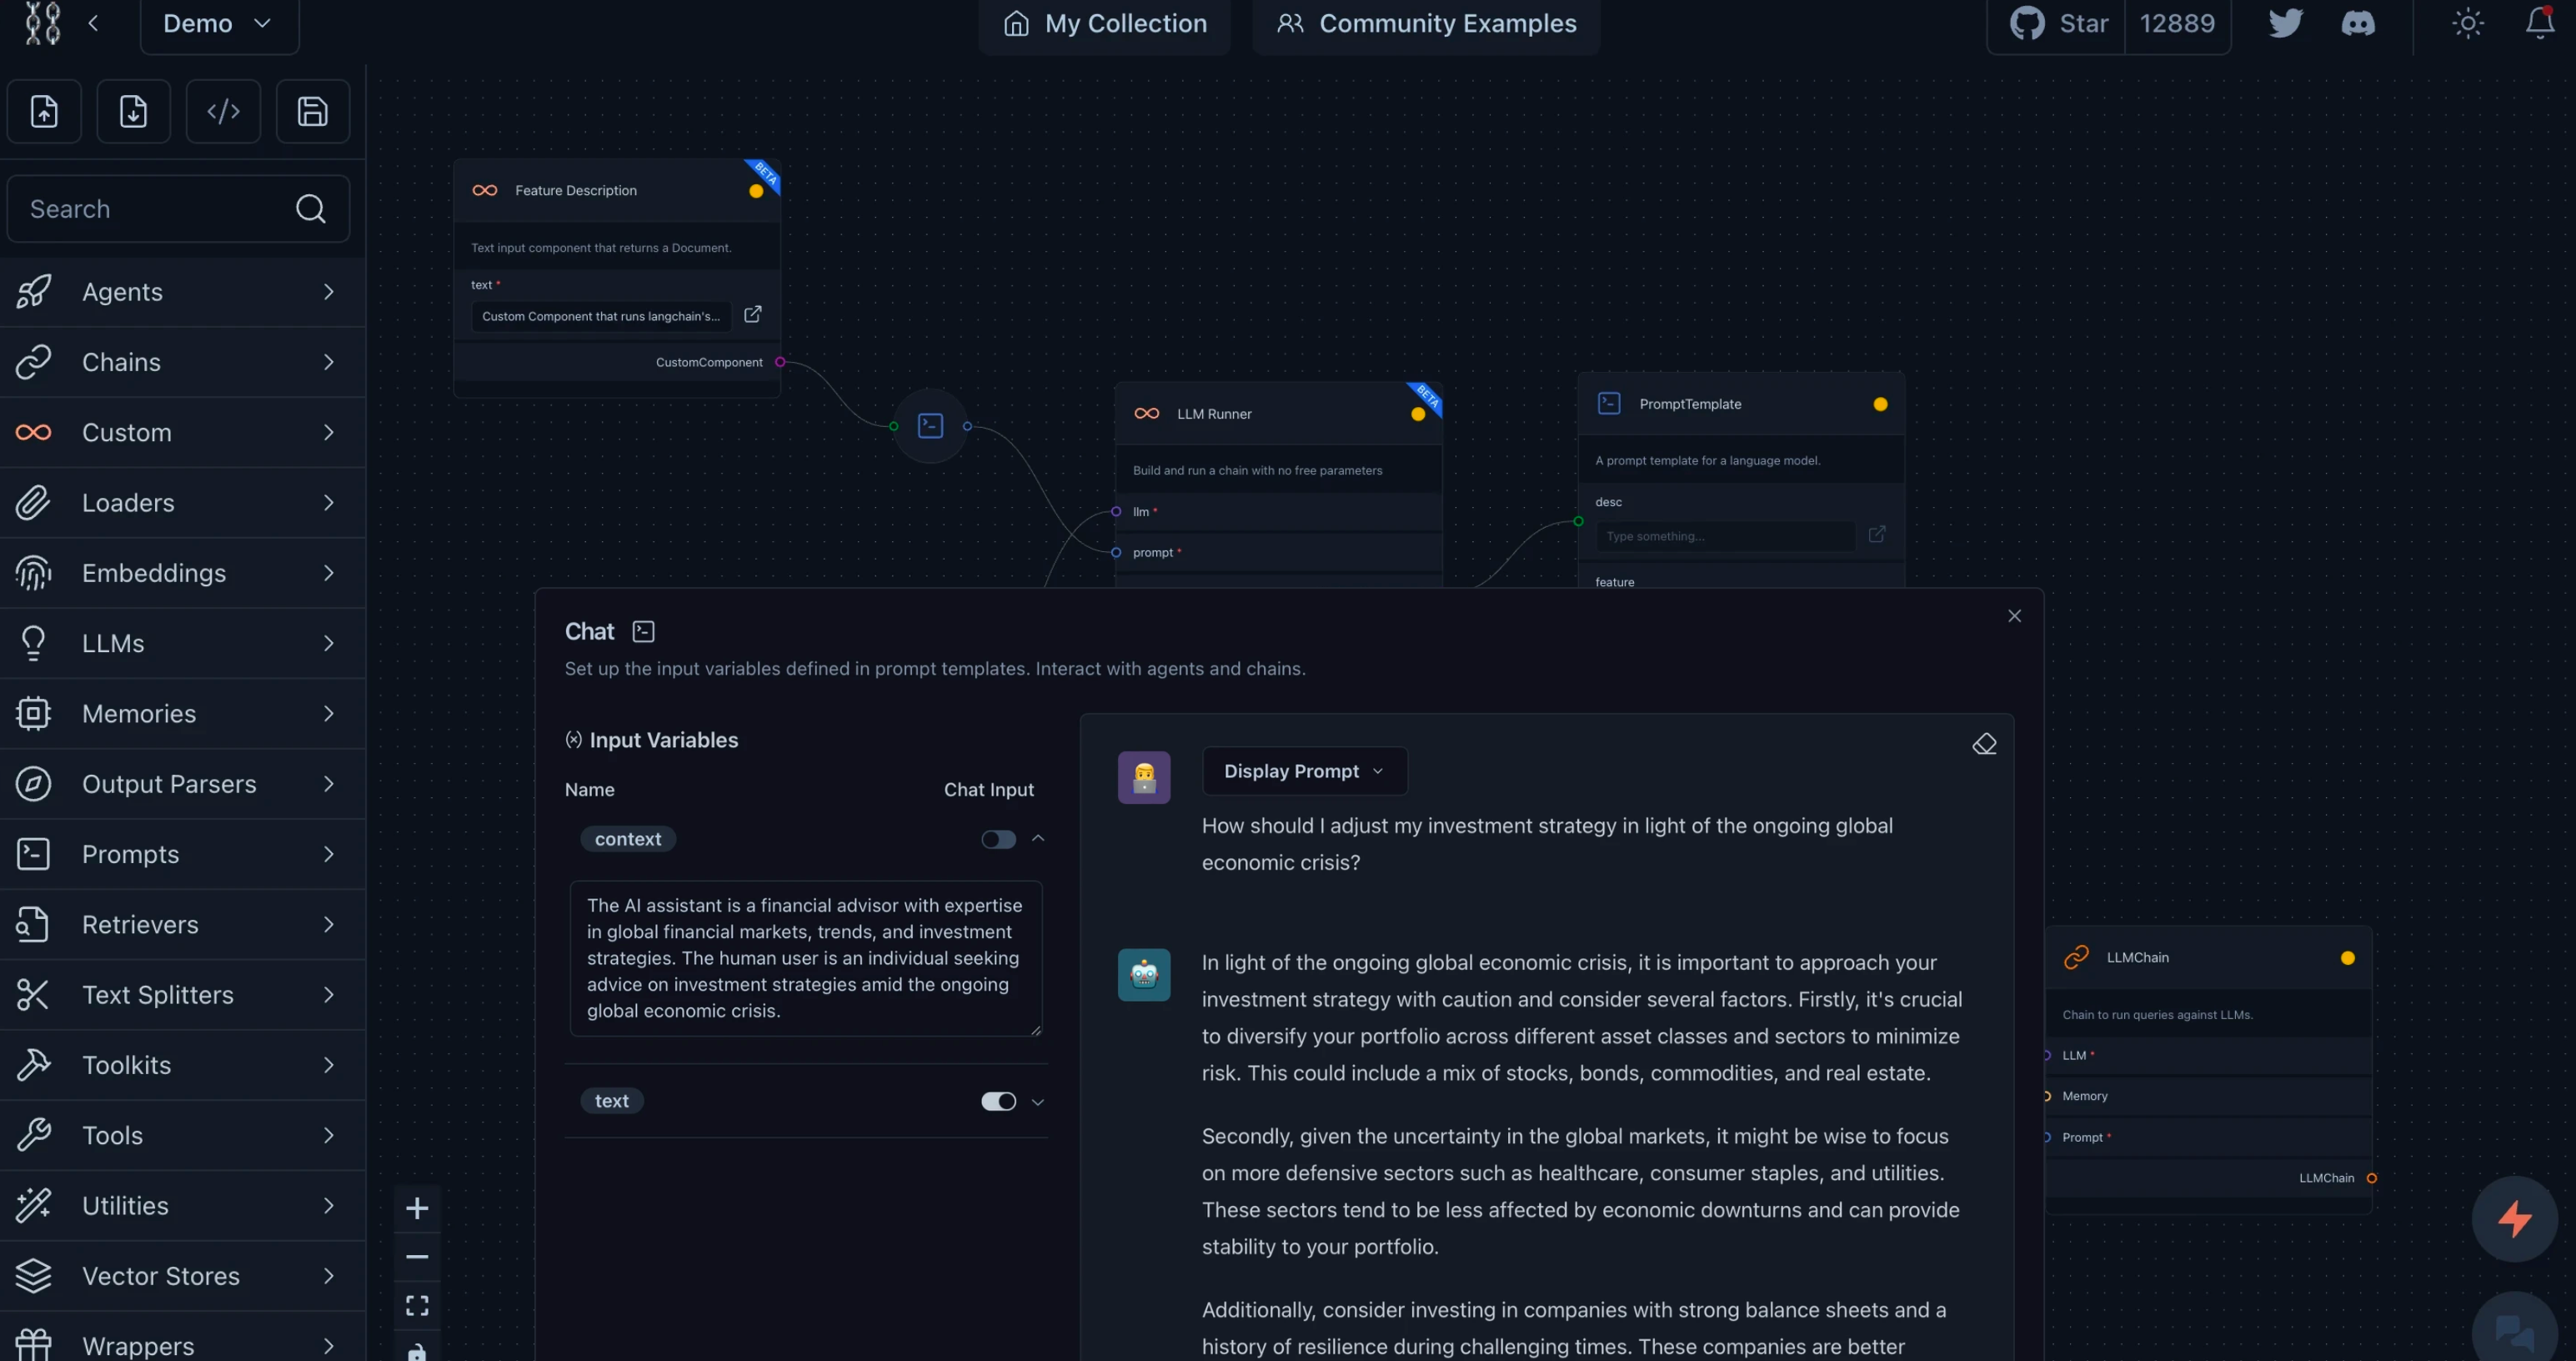 Demo
My Collection
Community Examples
Star 12889
Search
Agents
Chains
Custom
Loaders
Embeddings
LLMs
Memories
Output Parsers
Prompts
Retrievers
Text Splitters
Toolkits
Tools
Utilities
Vector Stores
Wrappers
Feature Description
BETA
Text input component that returns a Document.
text *
Custom Component that runs langchain's...
CustomComponent
LLM Runner
BETA
Build and run a chain with no free parameters
llm *
prompt *
PromptTemplate
A prompt template for a language model.
desc
Type something...
feature
Chat
Set up the input variables defined in prompt templates. Interact with agents and chains.
Input Variables
Name Chat Input
context
The AI assistant is a financial advisor with expertise
in global financial markets, trends, and investment
strategies. The human user is an individual seeking
advice on investment strategies amid the ongoing
global economic crisis.
text
Display Prompt
How should I adjust my investment strategy in light of the ongoing global
economic crisis?
In light of the ongoing global economic crisis, it is important to approach your
investment strategy with caution and consider several factors. Firstly, it's crucial
to diversify your portfolio across different asset classes and sectors to minimize
risk. This could include a mix of stocks, bonds, commodities, and real estate.
Secondly, given the uncertainty in the global markets, it might be wise to focus
on more defensive sectors such as healthcare, consumer staples, and utilities.
These sectors tend to be less affected by economic downturns and can provide
stability to your portfolio.
Additionally, consider investing in companies with strong balance sheets and a
history of resilience during challenging times. These companies are better
LLMChain
Chain to run queries against LLMs.
LLM *
Memory
Prompt *
LLMChain